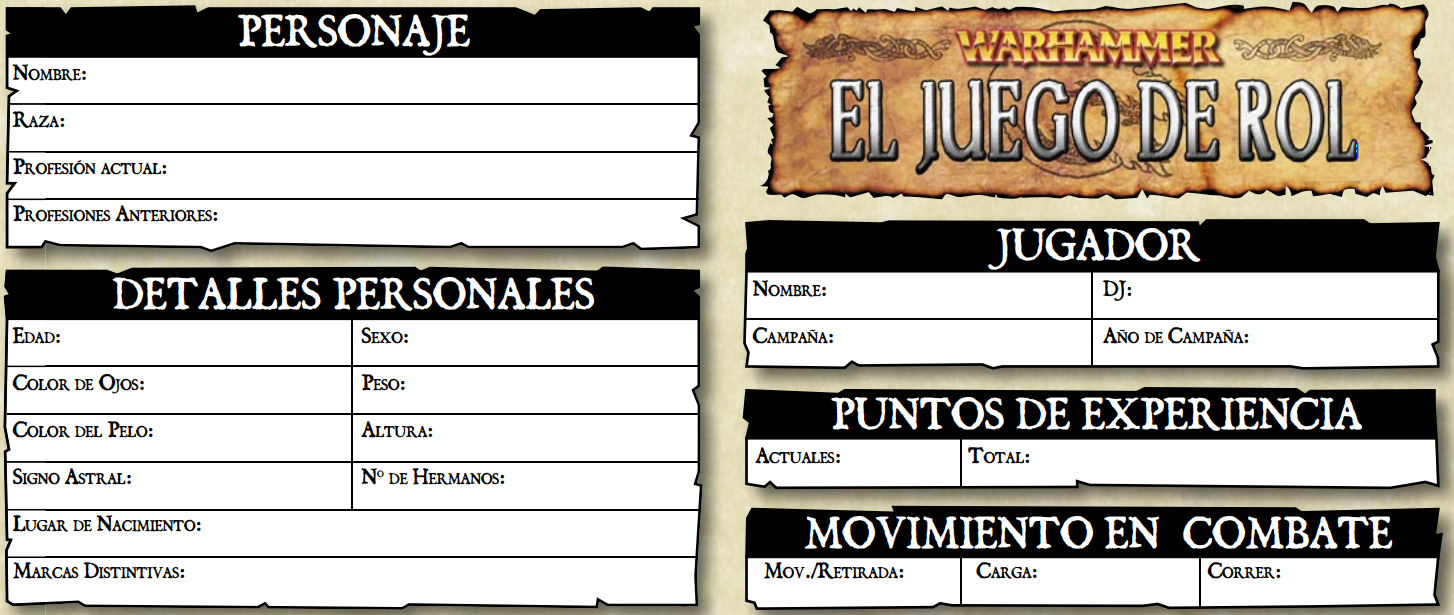 PERSONAJE
Nombre:
Raza:
Profesión actual:
Profesiones Anteriores:
DETALLES PERSONALES
Edad: Sexo:
Color de Ojos: Peso:
Color del Pelo: Altura:
Signo Astral: Nº de Hermanos:
Lugar de Nacimiento:
Marcas Distintivas:
WARHAMMER
EL JUEGO DE ROL
JUGADOR
Nombre: DJ:
Campaña: Año de Campaña:
PUNTOS DE EXPERIENCIA
Actuales: Total:
MOVIMIENTO EN COMBATE
Mov./Retirada: Carga: Correr: